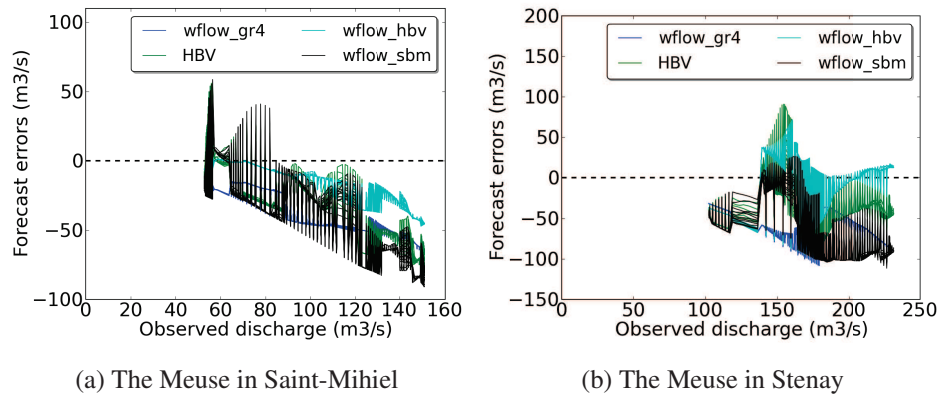 100
50
0
−50
−100
Forecast errors (m3/s)
wflow_gr4
HBV
wflow_hbv
wflow_sbm
0 20 40 60 80 100 120 140 160
Observed discharge (m3/s)
(a) The Meuse in Saint-Mihiel
200
150
100
50
0
−50
−100
−150
Forecast errors (m3/s)
wflow_gr4
HBV
wflow_hbv
wflow_sbm
0 50 100 150 200 250
Observed discharge (m3/s)
(b) The Meuse in Stenay